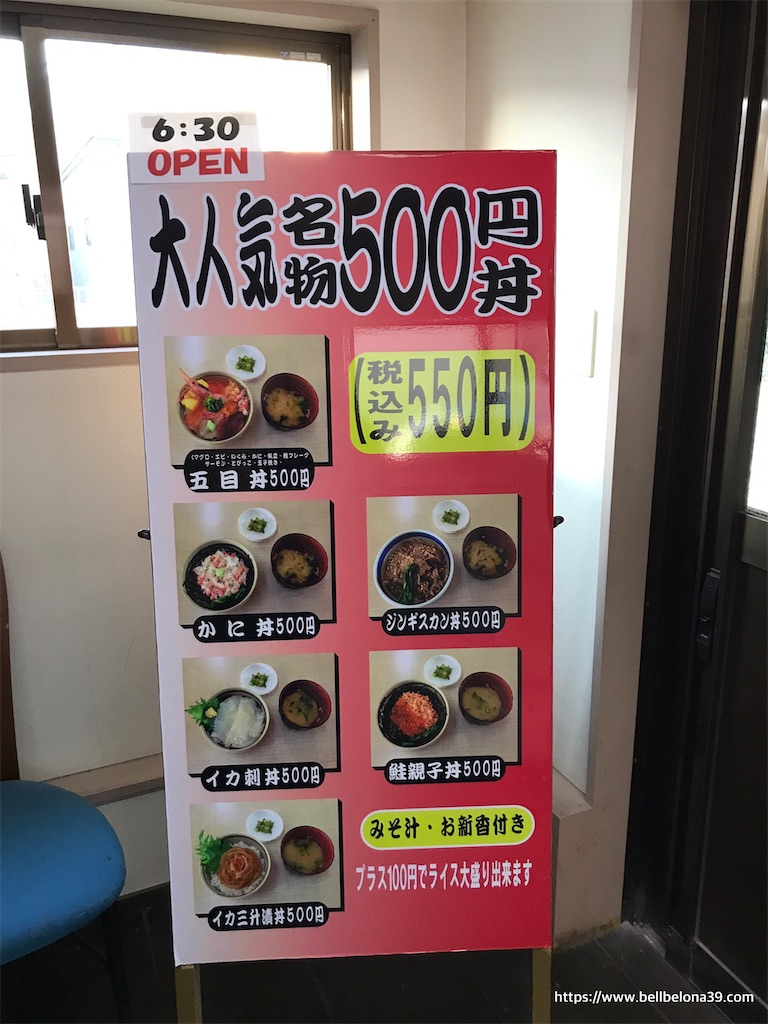 6:30
OPEN
大人気名物500円丼
(税込み550円)
(マグロ・エビ・いくら・かに・帆立・鮭フレーク
サーモン・とびっこ・玉子焼き・
五目丼500円
かに丼500円
ジンギスカン丼500円
イカ刺丼500円
鮭親子丼500円
イカ三升漬丼500円
みそ汁・お新香付き
プラス100円でライス大盛り出来ます
https://www.bellbelona39.com